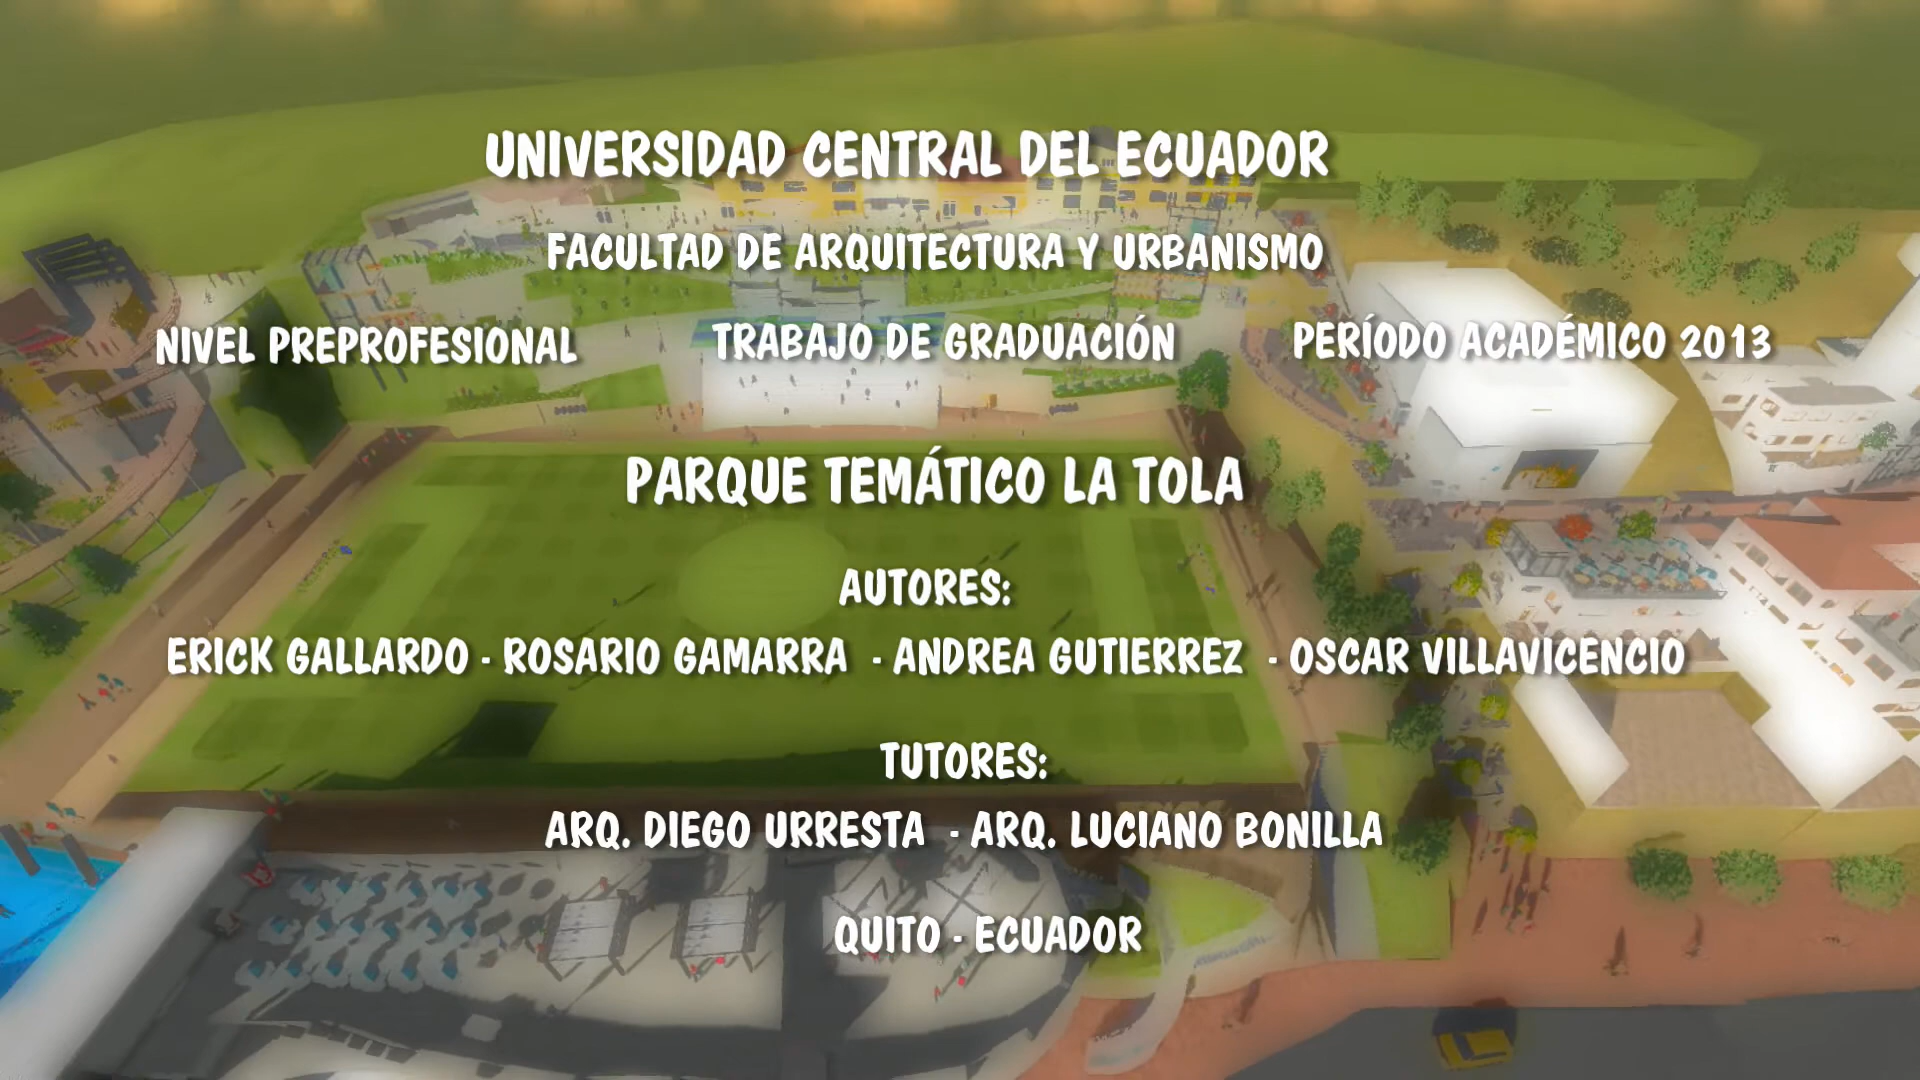 UNIVERSIDAD CENTRAL DEL ECUADOR
FACULTAD DE ARQUITECTURA Y URBANISMO
NIVEL PREPROFESIONAL TRABAJO DE GRADUACIÓN PERÍODO ACADÉMICO 2013
PARQUE TEMÁTICO LA TOLA
AUTORES:
ERICK GALLARDO - ROSARIO GAMARRA - ANDREA GUTIERREZ - OSCAR VILLAVICENCIO
TUTORES:
ARQ. DIEGO URRESTA - ARQ. LUCIANO BONILLA
QUITO - ECUADOR